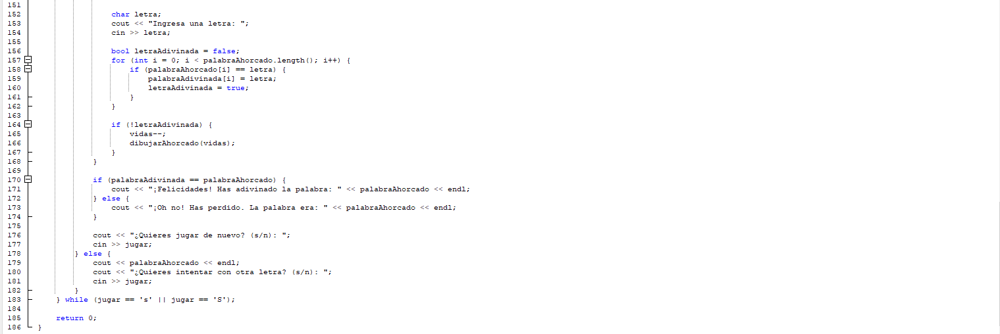 151
152 char letra;
153 cout << "Ingresa una letra: ";
154 cin >> letra;
155
156 bool letraAdivinada = false;
157 for (int i = 0; i < palabraAhorcado.length(); i++) {
158 if (palabraAhorcado[i] == letra) {
159 palabraAdivinada[i] = letra;
160 letraAdivinada = true;
161 }
162 }
163
164 if (!letraAdivinada) {
165 vidas--;
166 dibujarAhorcado(vidas);
167 }
168 }
169
170 if (palabraAdivinada == palabraAhorcado) {
171 cout << "¡Felicidades! Has adivinado la palabra: " << palabraAhorcado << endl;
172 } else {
173 cout << "¡Oh no! Has perdido. La palabra era: " << palabraAhorcado << endl;
174 }
175
176 cout << "¿Quieres jugar de nuevo? (s/n): ";
177 cin >> jugar;
178 } else {
179 cout << palabraAhorcado << endl;
180 cout << "¿Quieres intentar con otra letra? (s/n): ";
181 cin >> jugar;
182 }
183 } while (jugar == 's' || jugar == 'S');
184
185 return 0;
186 }